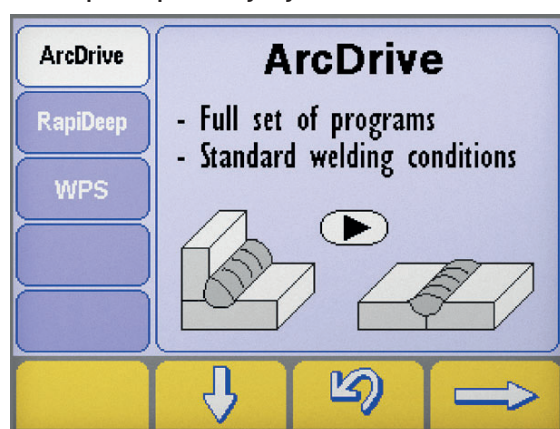 ArcDrive
RapiDeep
WPS
ArcDrive
- Full set of programs
- Standard welding conditions